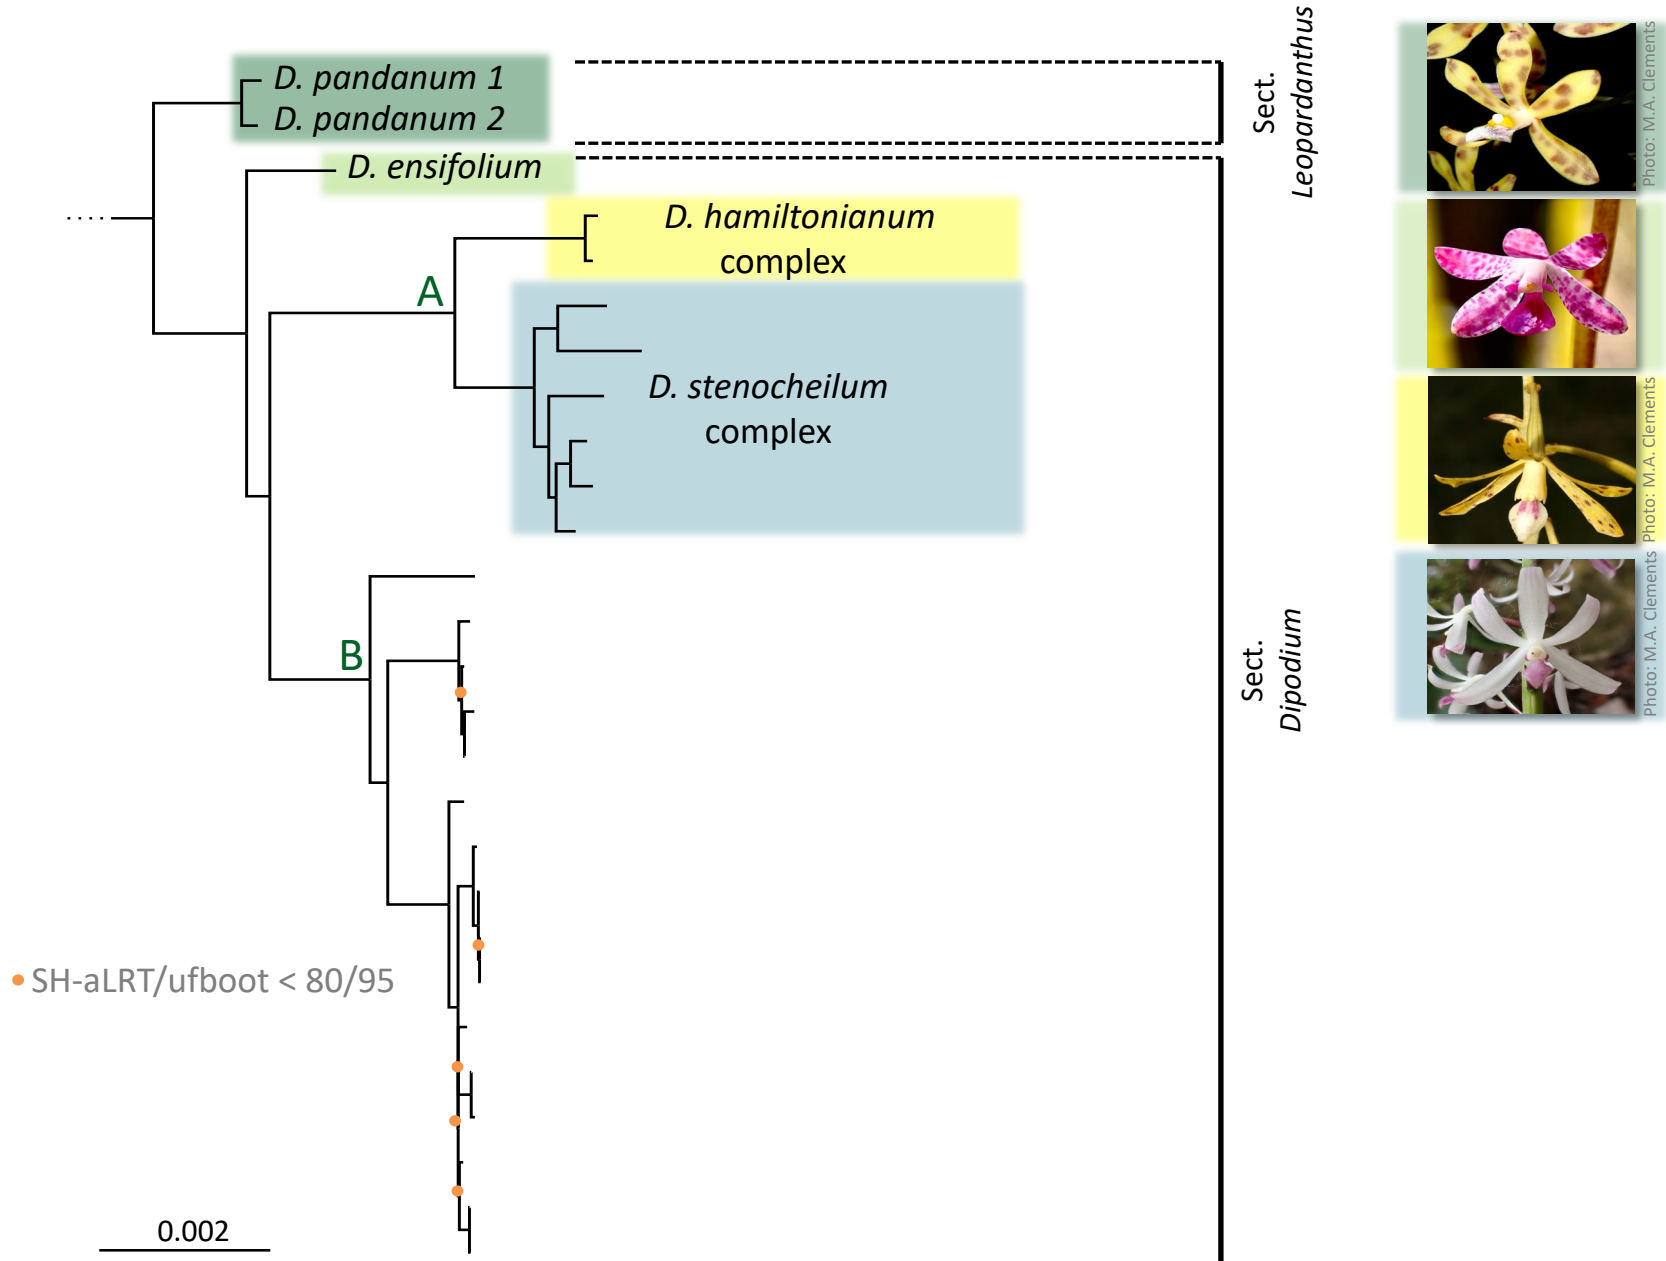 D. pandanum 1
D. pandanum 2
D. ensifolium
D. hamiltonianum
complex
A
D. stenocheilum
complex
B
SH-aLRT/ufboot < 80/95
0.002
Sect.
Leopardanthus
Sect.
Dipodium
Photo: M.A. Clements
Photo: M.A. Clements
Photo: M.A. Clements